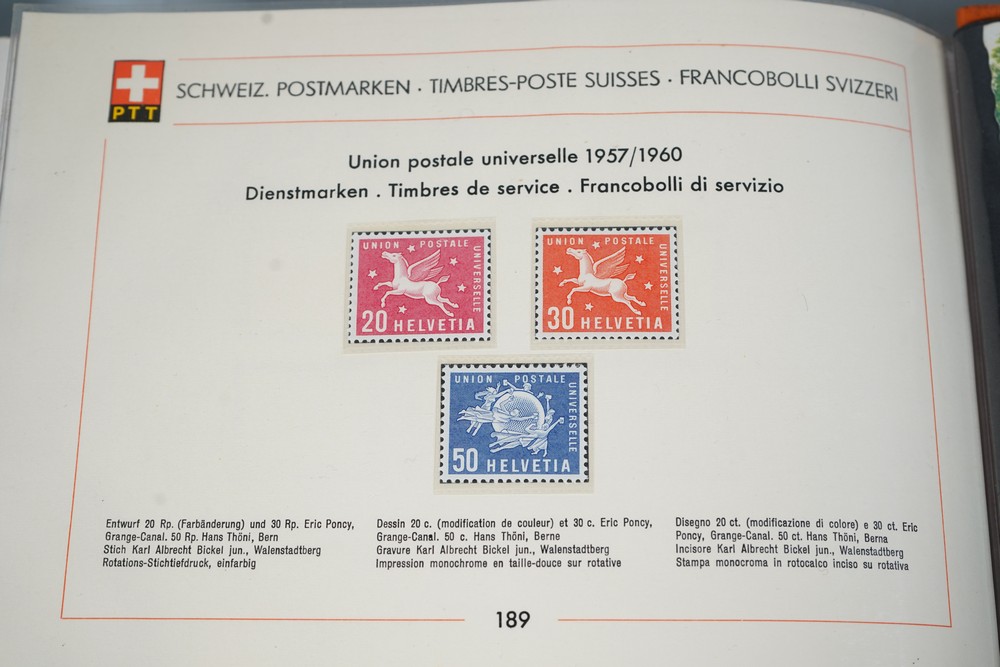 PTT
SCHWEIZ. POSTMARKEN · TIMBRES-POSTE SUISSES · FRANCOBOLLI SVIZZERI
Union postale universelle 1957/1960
Dienstmarken . Timbres de service . Francobolli di servizio
UNION POSTALE
UNIVERSELLE
20 HELVETIA
UNION POSTALE
UNIVERSELLE
30 HELVETIA
UNION POSTALE
UNIVERSELLE
50 HELVETIA
Entwurf 20 Rp. (Farbänderung) und 30 Rp. Eric Poncy,
Grange-Canal. 50 Rp. Hans Thöni, Bern
Stich Karl Albrecht Bickel jun., Walenstadtberg
Rotations-Stichtiefdruck, einfarbig
Dessin 20 c. (modification de couleur) et 30 c. Eric Poncy,
Grange-Canal. 50 c. Hans Thöni, Berne
Gravure Karl Albrecht Bickel jun., Walenstadtberg
Impression monochrome en taille-douce sur rotative
Disegno 20 ct. (modificazione di colore) e 30 ct. Eric
Poncy, Grange-Canal. 50 ct. Hans Thöni, Berna
Incisore Karl Albrecht Bickel jun., Walenstadtberg
Stampa monocroma in rotocalco inciso su rotativa
189